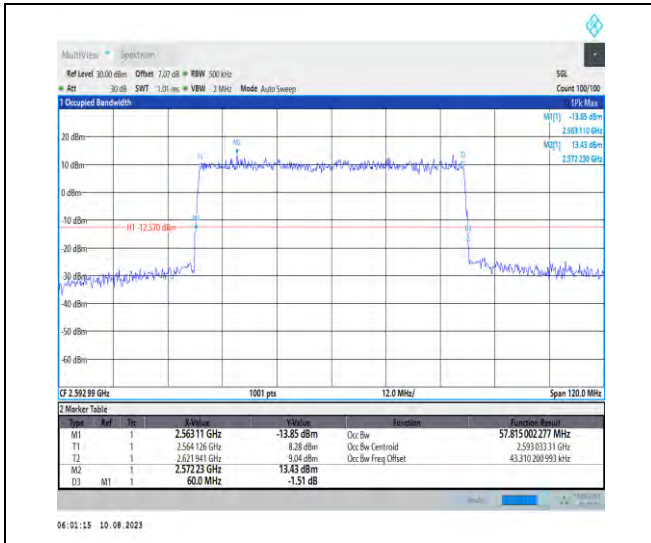 MultiView Spectrum
Ref Level 30.00 dBm Offset 7.07 dB RBW 500 kHz SGL
Att 30 dB SWT 1.01 ms VBW 2 MHz Mode Auto Sweep Count 100/100
1 Occupied Bandwidth 1Pk Max
M1[1] -13.85 dBm
2.563110 GHz
M2[1] 13.43 dBm
2.572230 GHz
20 dBm
10 dBm
0 dBm
-10 dBm
H1 -12.570 dBm
-20 dBm
-30 dBm
-40 dBm
-50 dBm
-60 dBm
T1
M2
M1
CF 2.592 99 GHz 1001 pts 12.0 MHz/ Span 120.0 MHz
2 Marker Table
Type Ref Trc X-Value Y-Value Function Function Result
M1 1 2.563 11 GHz -13.85 dBm Occ Bw 57.815 002 277 MHz
T1 1 2.564 126 GHz 8.28 dBm Occ Bw Centroid 2.593 033 31 GHz
T2 1 2.621 941 GHz 9.04 dBm Occ Bw Freq Offset 43.310 200 993 kHz
M2 1 2.572 23 GHz 13.43 dBm
D3 M1 1 60.0 MHz -1.51 dB
06:01:15 10.08.2023